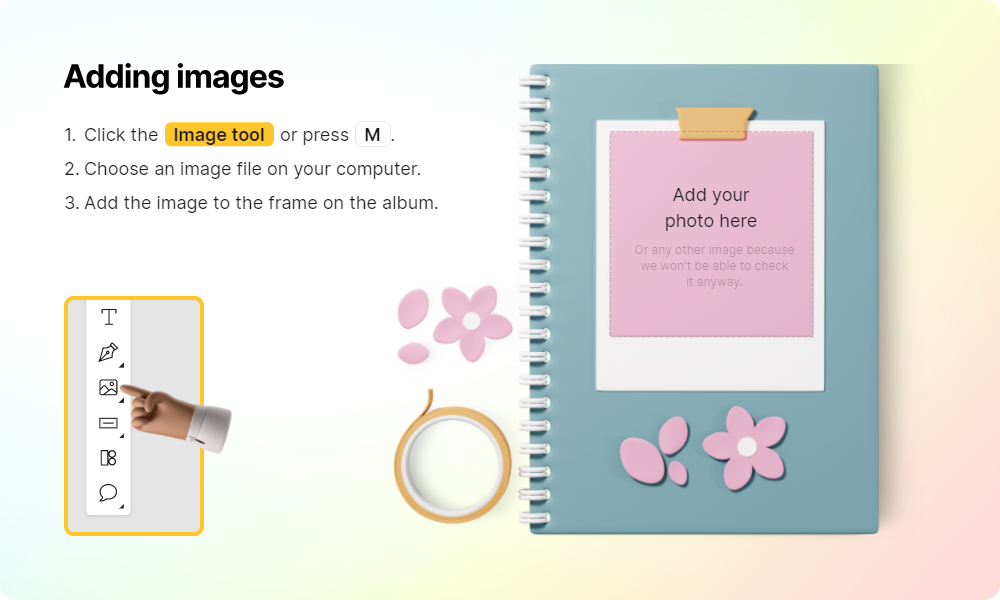 Adding images
1. Click the Image tool or press M.
2. Choose an image file on your computer.
3. Add the image to the frame on the album.
Add your
photo here
Or any other image because
we won't be able to check
it anyway.
T